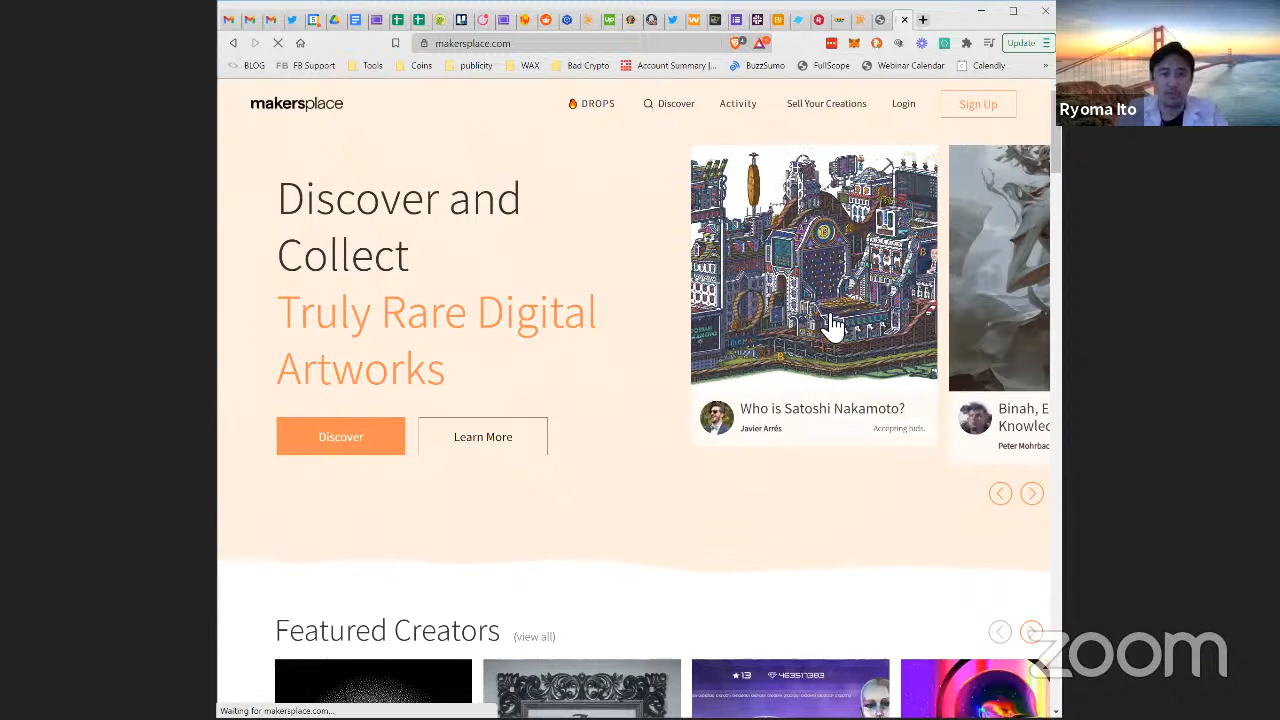 makersplace.com
Update
BLOG
FB Support
Tools
Coins
publicity
WAX
Bad Crypto
Account Summary |...
BuzzSumo
FullScope
Webinar Calendar
Calendly
»
Ryoma Ito
makersplace
DROPS
Discover
Activity
Sell Your Creations
Login
Sign Up
Discover and
Collect
Truly Rare Digital
Artworks
Discover
Learn More
Who is Satoshi Nakamoto?
Javier Arrés
Accepting bids.
Binah, E
Knowlec
Peter Mohrbac
Featured Creators
(view all)
13
463517383
zoom
Waiting for makersplace.com...